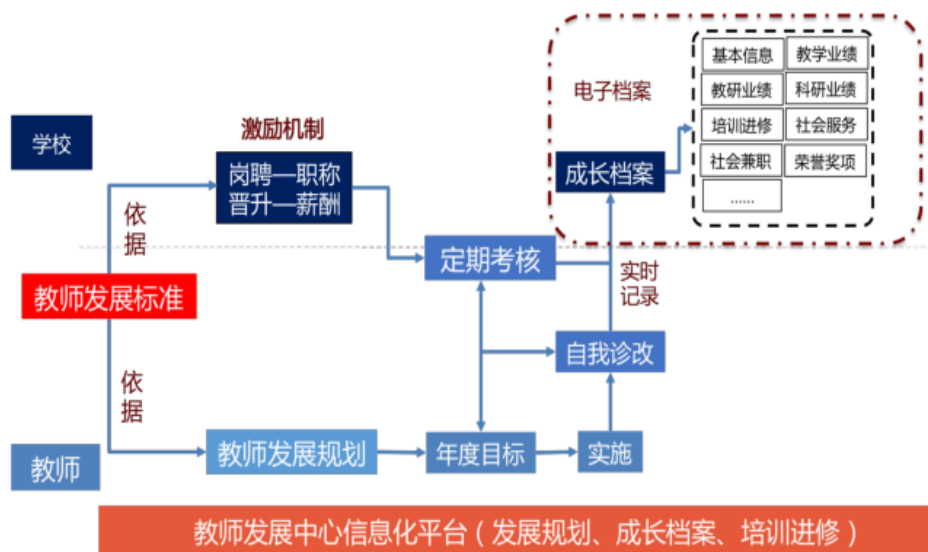 基本信息
教学业绩
教研业绩
科研业绩
培训进修
社会服务
社会兼职
荣誉奖项
……
电子档案
学校
激励机制
岗聘—职称
晋升—薪酬
成长档案
依
据
定期考核
实时
记录
教师发展标准
自我诊改
依
据
教师
教师发展规划
年度目标
实施
教师发展中心信息化平台（发展规划、成长档案、培训进修）